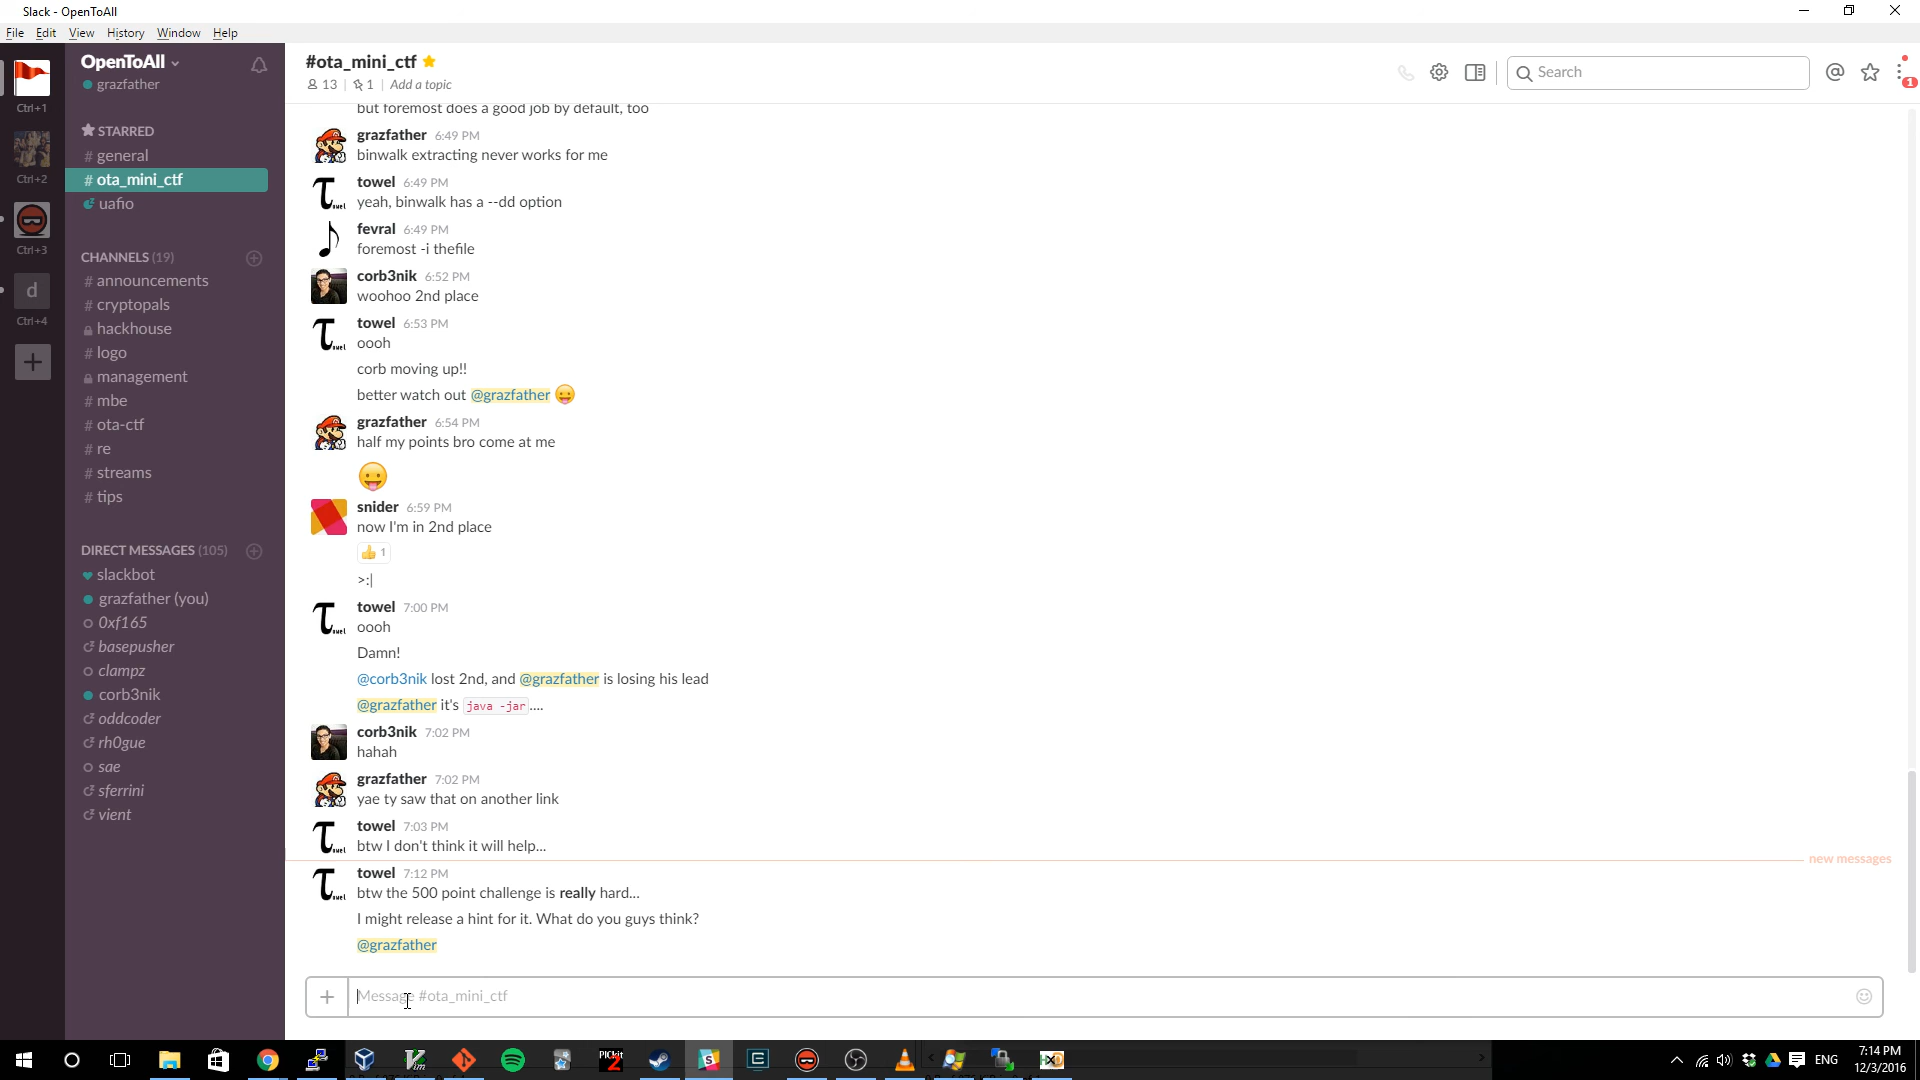 Slack - OpenToAll
File Edit View History Window Help
OpenToAll
grazfather
Ctrl+1
Ctrl+2
Ctrl+3
d
Ctrl+4
STARRED
# general
# ota_mini_ctf
uafio
CHANNELS (19)
# announcements
# cryptopals
hackhouse
# logo
management
# mbe
# ota-ctf
# re
# streams
# tips
DIRECT MESSAGES (105)
slackbot
grazfather (you)
0xf165
basepusher
clampz
corb3nik
oddcoder
rh0gue
sae
sferrini
vient
#ota_mini_ctf
13 | 1 | Add a topic
Search
1
but foremost does a good job by default, too
grazfather 6:49 PM
binwalk extracting never works for me
towel 6:49 PM
yeah, binwalk has a --dd option
fevral 6:49 PM
foremost -i thefile
corb3nik 6:52 PM
woohoo 2nd place
towel 6:53 PM
oooh
corb moving up!!
better watch out @grazfather
grazfather 6:54 PM
half my points bro come at me
snider 6:59 PM
now I'm in 2nd place
1
>:|
towel 7:00 PM
oooh
Damn!
@corb3nik lost 2nd, and @grazfather is losing his lead
@grazfather it's java -jar....
corb3nik 7:02 PM
hahah
grazfather 7:02 PM
yae ty saw that on another link
towel 7:03 PM
btw I don't think it will help...
new messages
towel 7:12 PM
btw the 500 point challenge is really hard...
I might release a hint for it. What do you guys think?
@grazfather
Message #ota_mini_ctf
ENG
7:14 PM
12/3/2016